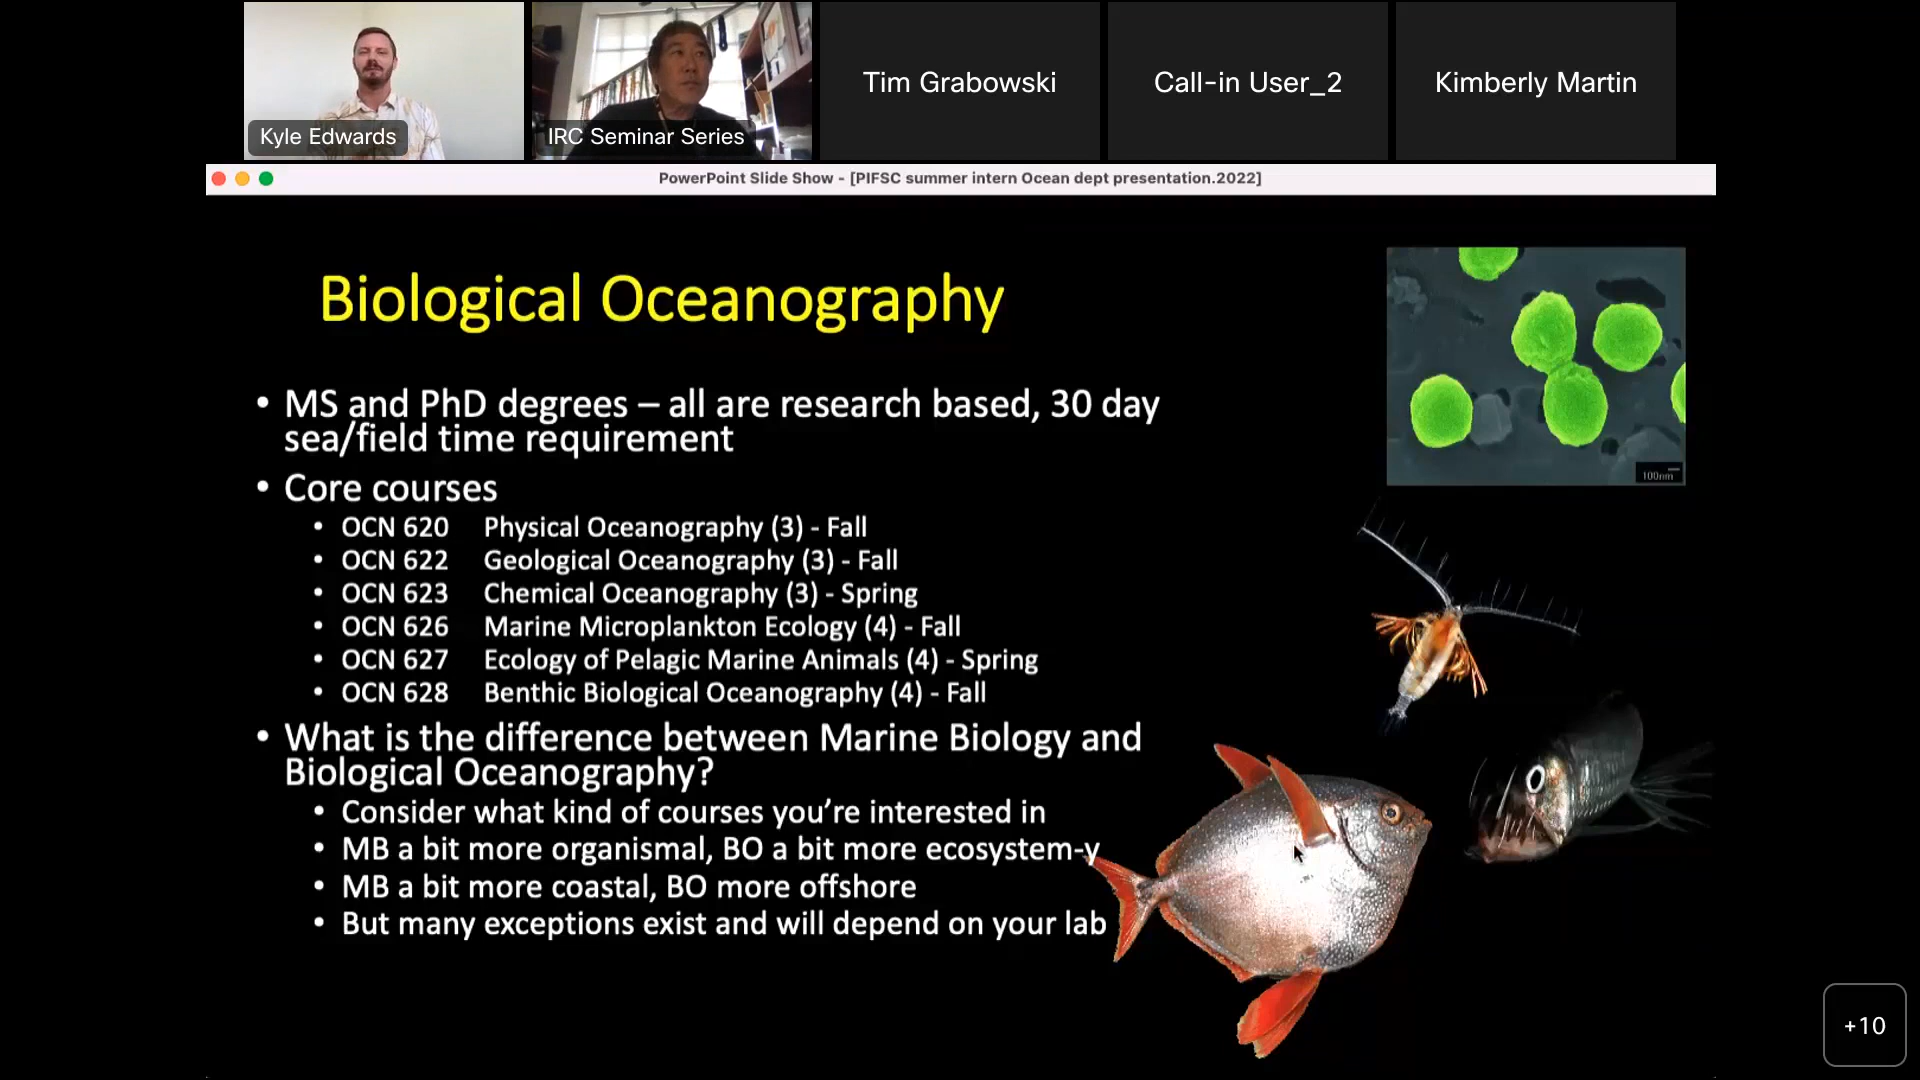 Kyle Edwards
IRC Seminar Series
Tim Grabowski
Call-in User_2
Kimberly Martin
PowerPoint Slide Show - [PIFSC summer intern Ocean dept presentation.2022]
Biological Oceanography
• MS and PhD degrees – all are research based, 30 day
sea/field time requirement
• Core courses
• OCN 620 Physical Oceanography (3) - Fall
• OCN 622 Geological Oceanography (3) - Fall
• OCN 623 Chemical Oceanography (3) - Spring
• OCN 626 Marine Microplankton Ecology (4) - Fall
• OCN 627 Ecology of Pelagic Marine Animals (4) - Spring
• OCN 628 Benthic Biological Oceanography (4) - Fall
• What is the difference between Marine Biology and
Biological Oceanography?
• Consider what kind of courses you’re interested in
• MB a bit more organismal, BO a bit more ecosystem-y
• MB a bit more coastal, BO more offshore
• But many exceptions exist and will depend on your lab
100nm
+10